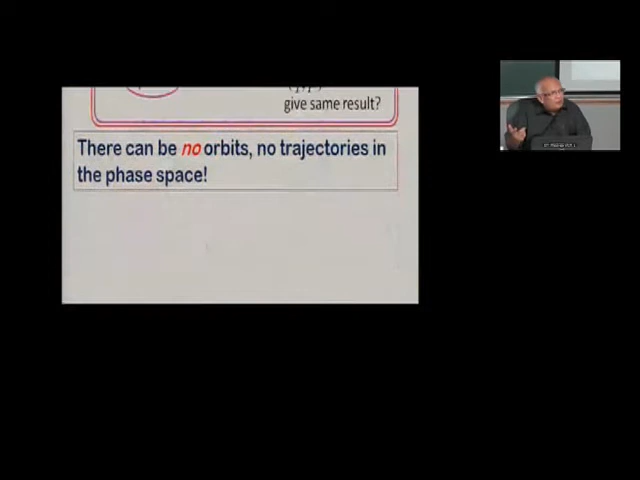 give same result?
There can be no orbits, no trajectories in
the phase space!